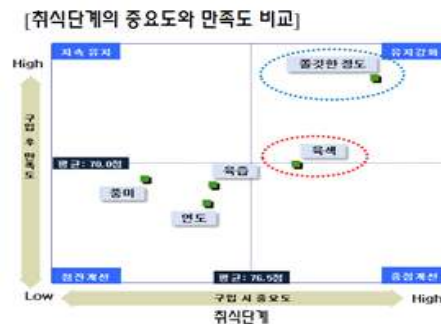 [취식단계의 중요도와 만족도 비교]
지속유지
유지강화
High
쫄깃한 정도
구입 후 만족도
평균: 70.0점
육색
육즙
풍미
연도
점진개선
평균: 76.5점
중점개선
Low
구입 시 중요도
High
취식단계